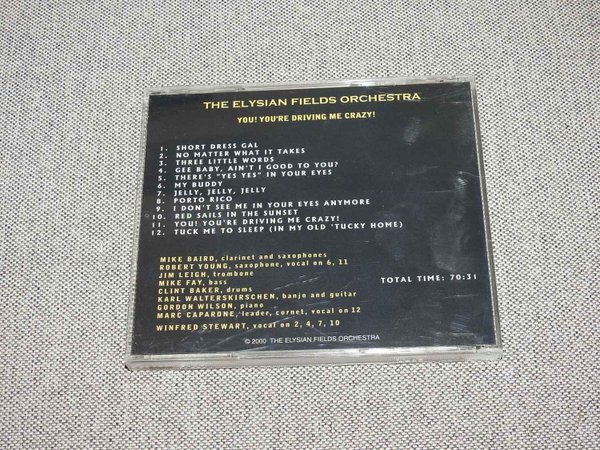 THE ELYSIAN FIELDS ORCHESTRA
YOU! YOU'RE DRIVING ME CRAZY!
1. SHORT DRESS GAL
2. NO MATTER WHAT IT TAKES
3. THREE LITTLE WORDS
4. GEE BABY, AIN'T I GOOD TO YOU?
5. THERE'S "YES YES" IN YOUR EYES
6. MY BUDDY
7. JELLY, JELLY, JELLY
8. PORTO RICO
9. I DON'T SEE ME IN YOUR EYES ANYMORE
10. RED SAILS IN THE SUNSET
11. YOU! YOU'RE DRIVING ME CRAZY!
12. TUCK ME TO SLEEP (IN MY OLD 'TUCKY HOME)
MIKE BAIRD, clarinet and saxophones
ROBERT YOUNG, saxophone, vocal on 6, 11
JIM LEIGH, trombone
MIKE FAY, bass
CLINT BAKER, drums
KARL WALTERSKIRSCHEN, banjo and guitar
GORDON WILSON, piano
MARC CAPARONE, leader, cornet, vocal on 12
WINFRED STEWART, vocal on 2, 4, 7, 10
TOTAL TIME: 70:31
© 2000 THE ELYSIAN FIELDS ORCHESTRA